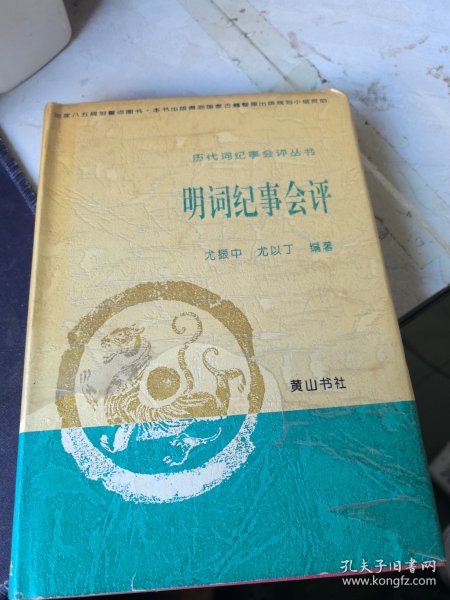 国家八五规划重点图书·本书出版得到国家古籍整理出版规划小组资助
历代词纪事会评丛书
明词纪事会评
尤振中 尤以丁 编著
黄山书社
孔夫子旧书网
www.kongfz.com